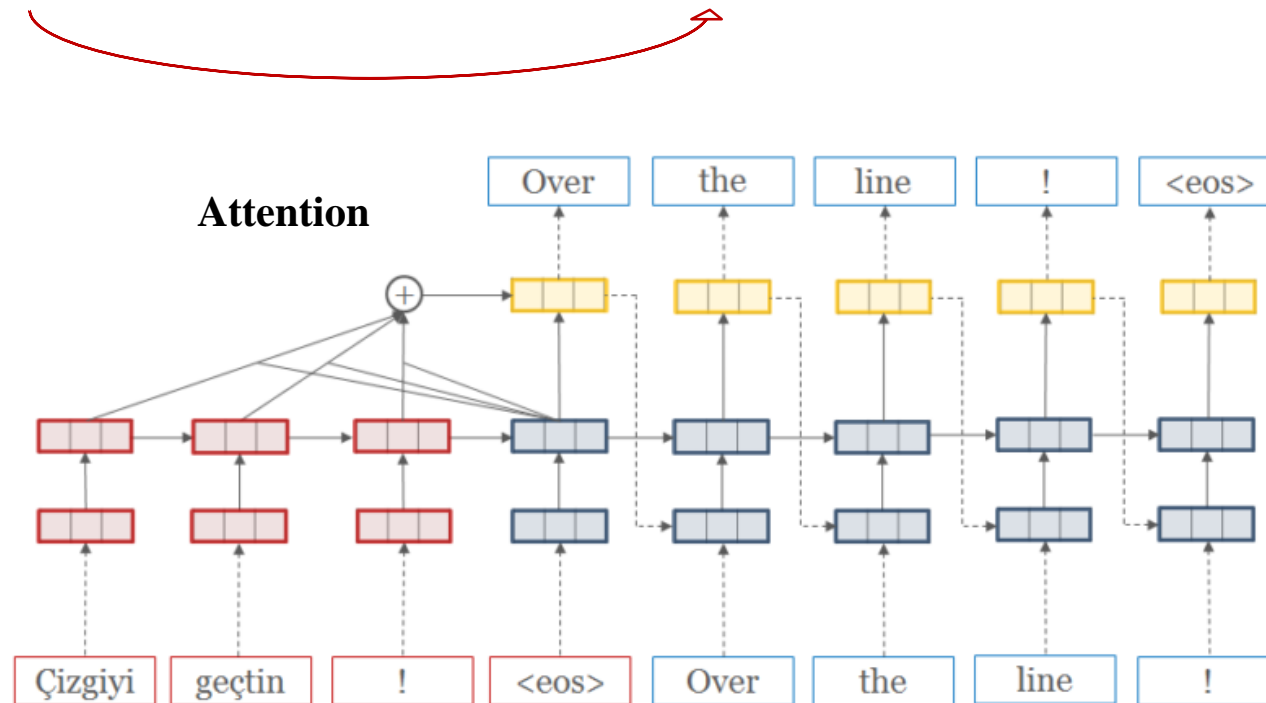 Over the line ! <eos>
Attention
+
Çizgiyi geçtin ! <eos> Over the line !